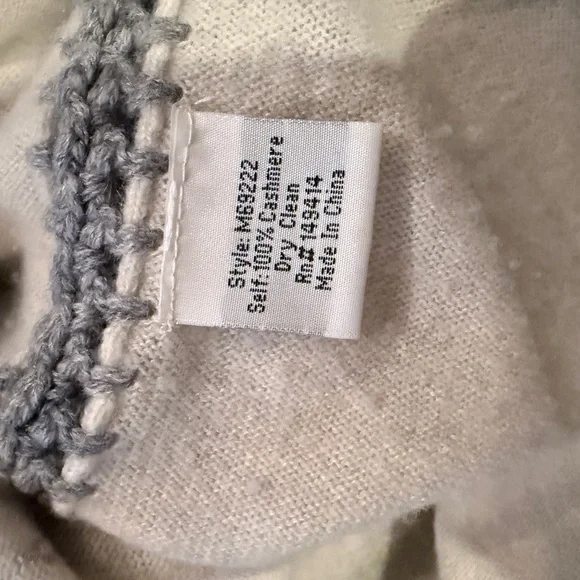 Style: M69222
Self:100% Cashmere
Dry Clean
Rn# 149414
Made In China